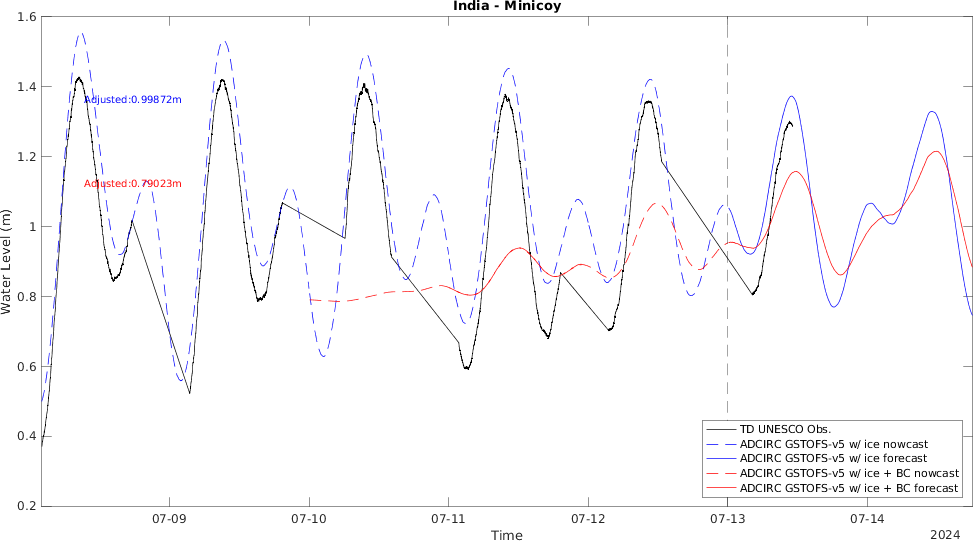 India - Minicoy
1.6
1.4
1.2
1
0.8
0.6
0.4
0.2
Water Level (m)
Adjusted:0.99872m
Adjusted:0.79023m
TD UNESCO Obs.
ADCIRC GSTOFS-v5 w/ ice nowcast
ADCIRC GSTOFS-v5 w/ ice forecast
ADCIRC GSTOFS-v5 w/ ice + BC nowcast
ADCIRC GSTOFS-v5 w/ ice + BC forecast
07-09
07-10
07-11
07-12
07-13
07-14
Time
2024